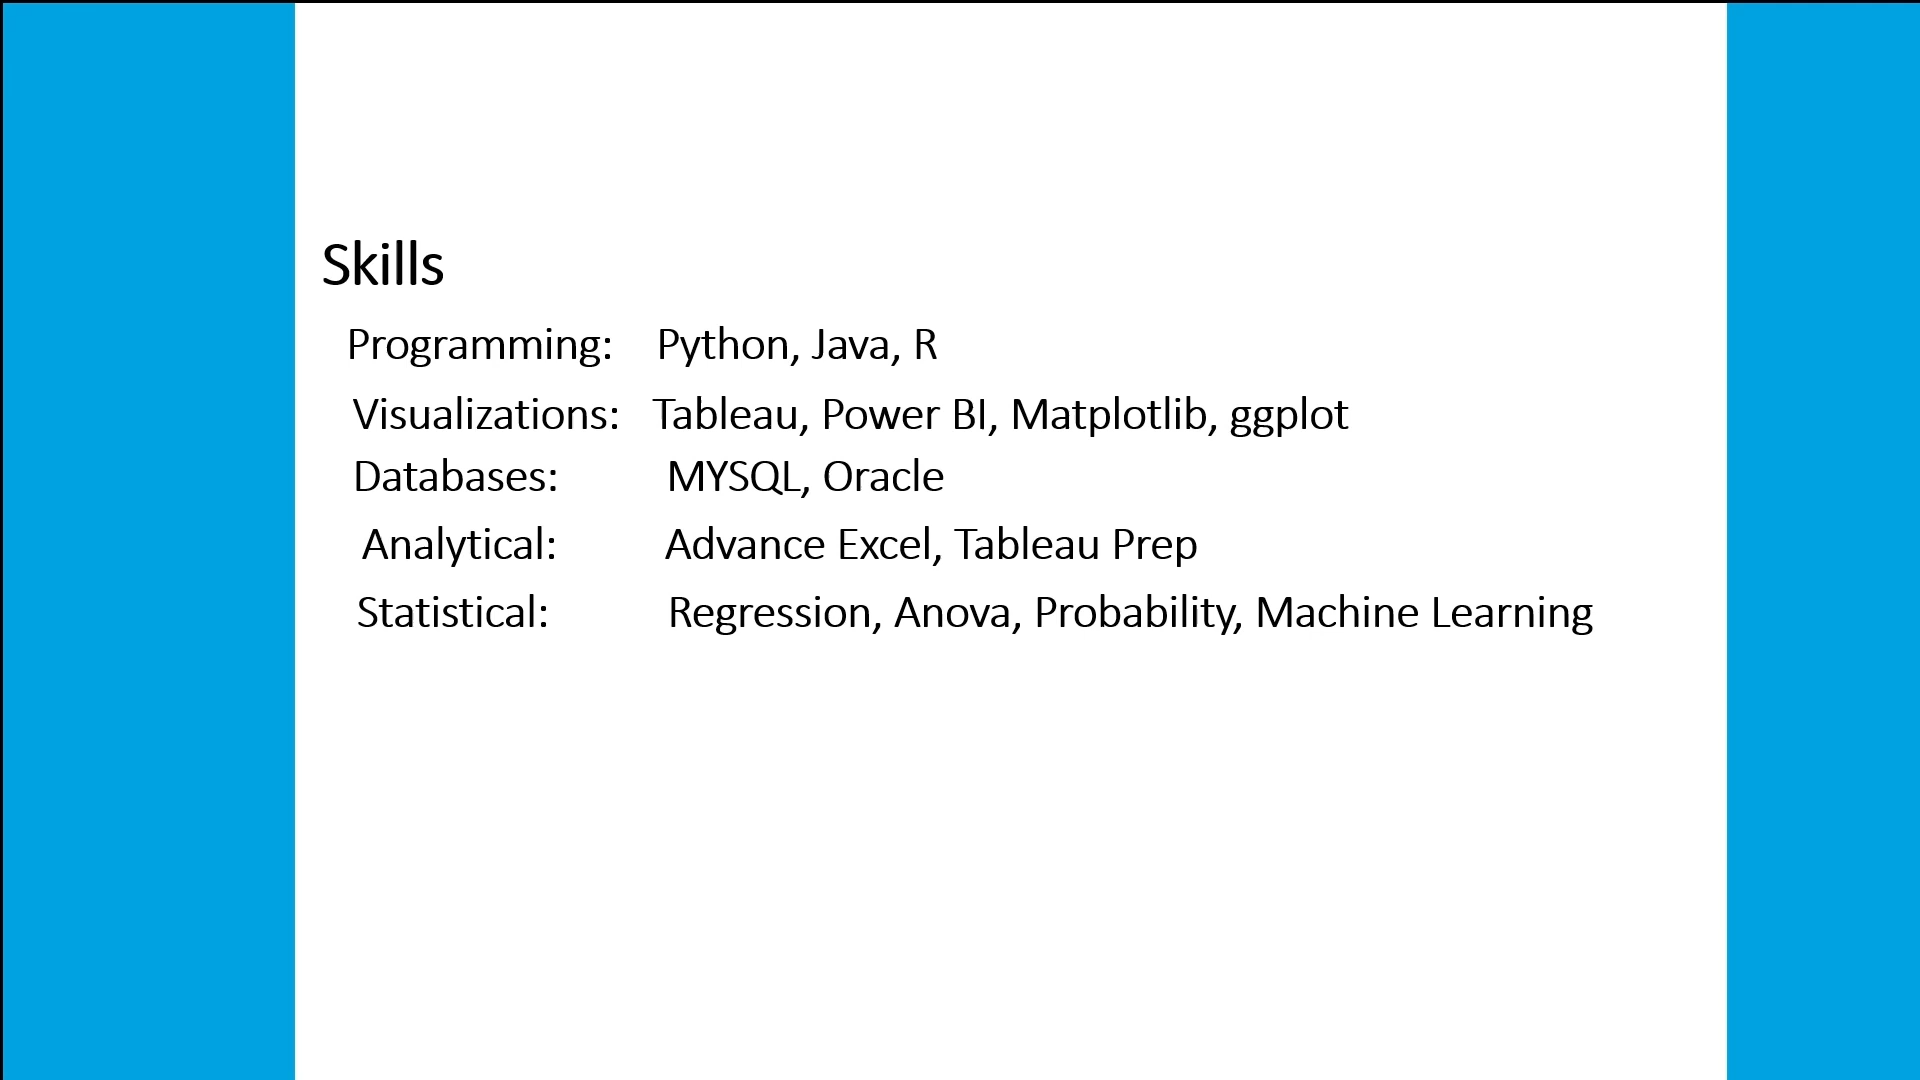 Skills
Programming: Python, Java, R
Visualizations: Tableau, Power BI, Matplotlib, ggplot
Databases: MYSQL, Oracle
Analytical: Advance Excel, Tableau Prep
Statistical: Regression, Anova, Probability, Machine Learning